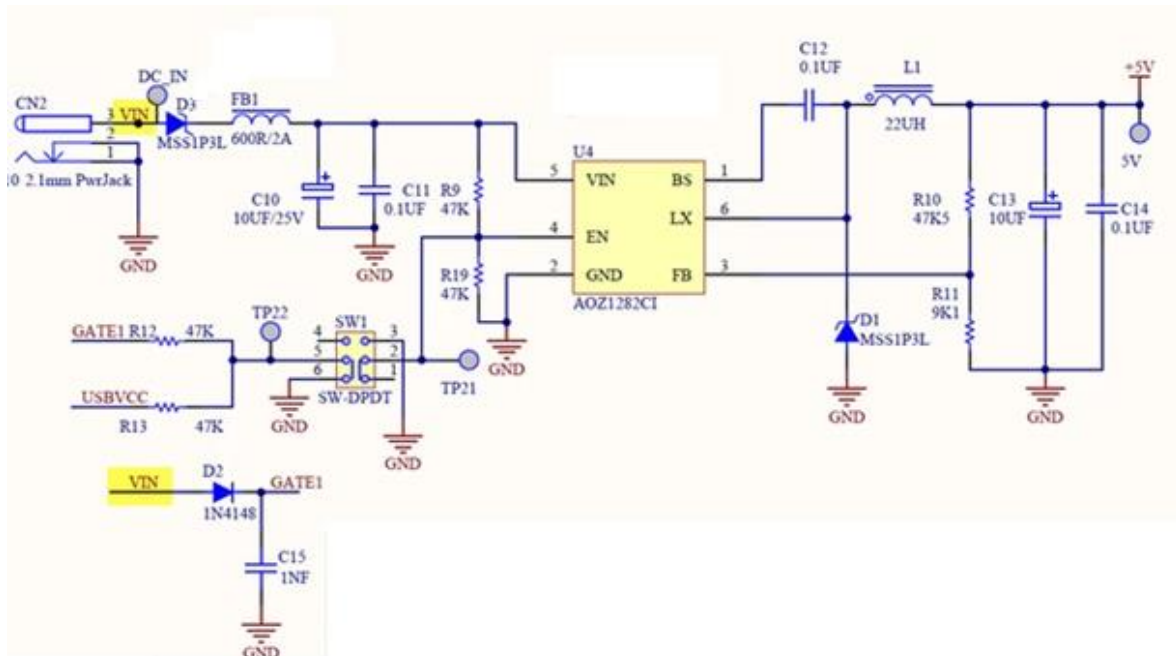 DC_IN
CN2
3 VIN
D3
FB1
2
MSS1P3L
600R/2A
1
2.1mm PwrJack
C10
10UF/25V
C11
0.1UF
R9
47K
GND
GND
R19
47K
U4
5 VIN BS 1
LX 6
4 EN
2 GND FB 3
AOZ1282CI
GND
C12
0.1UF
L1
22UH
+5V
5V
R10
47K5
C13
10UF
C14
0.1UF
R11
9K1
D1
MSS1P3L
GND
GND
TP22
SW1
GATE1 R12 47K
4 3
5 2
6 1
TP21
SW-DPDT
USBVCC
R13 47K
GND
GND
VIN
D2
GATE1
1N4148
C15
1NF
GND